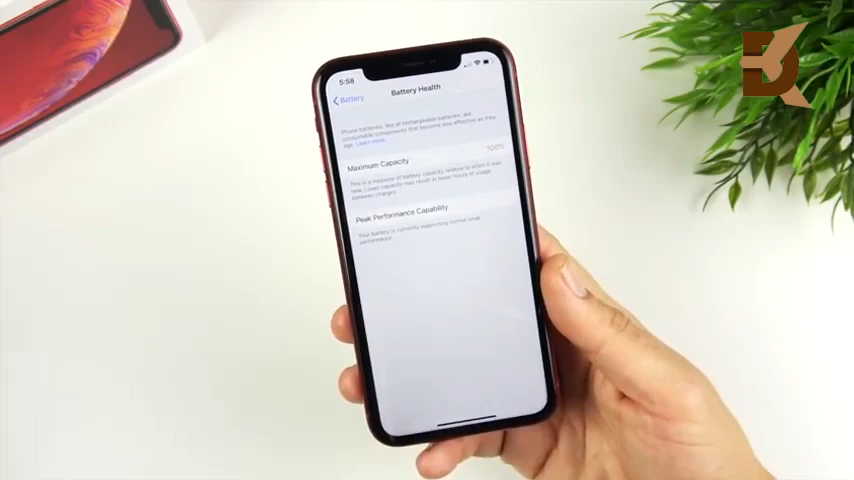 5:58
Battery
Battery Health
Phone batteries, like all rechargeable batteries, are
consumable components that become less effective as they
age. Learn more...
Maximum Capacity 100%
This is a measure of battery capacity relative to when it was
new. Lower capacity may result in fewer hours of usage
between charges.
Peak Performance Capability
Your battery is currently supporting normal peak
performance.